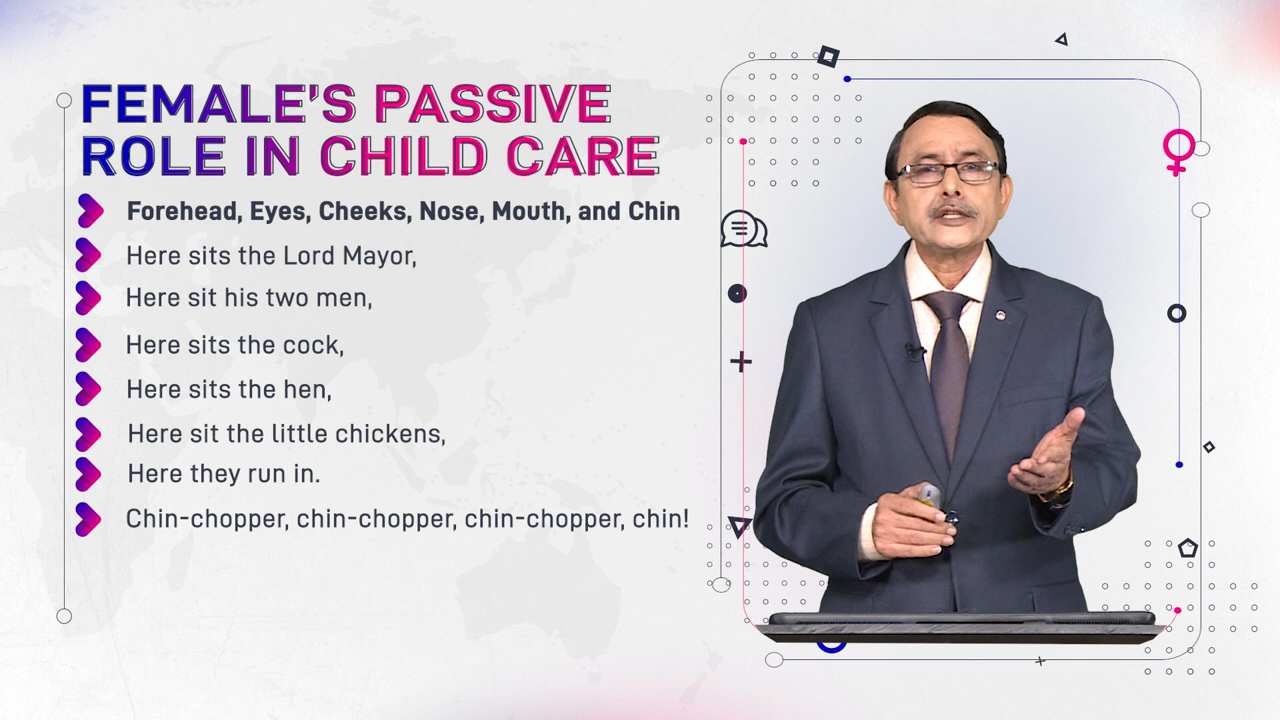 FEMALE'S PASSIVE
ROLE IN CHILD CARE
Forehead, Eyes, Cheeks, Nose, Mouth, and Chin
Here sits the Lord Mayor,
Here sit his two men,
Here sits the cock,
Here sits the hen,
Here sit the little chickens,
Here they run in.
Chin-chopper, chin-chopper, chin-chopper, chin!